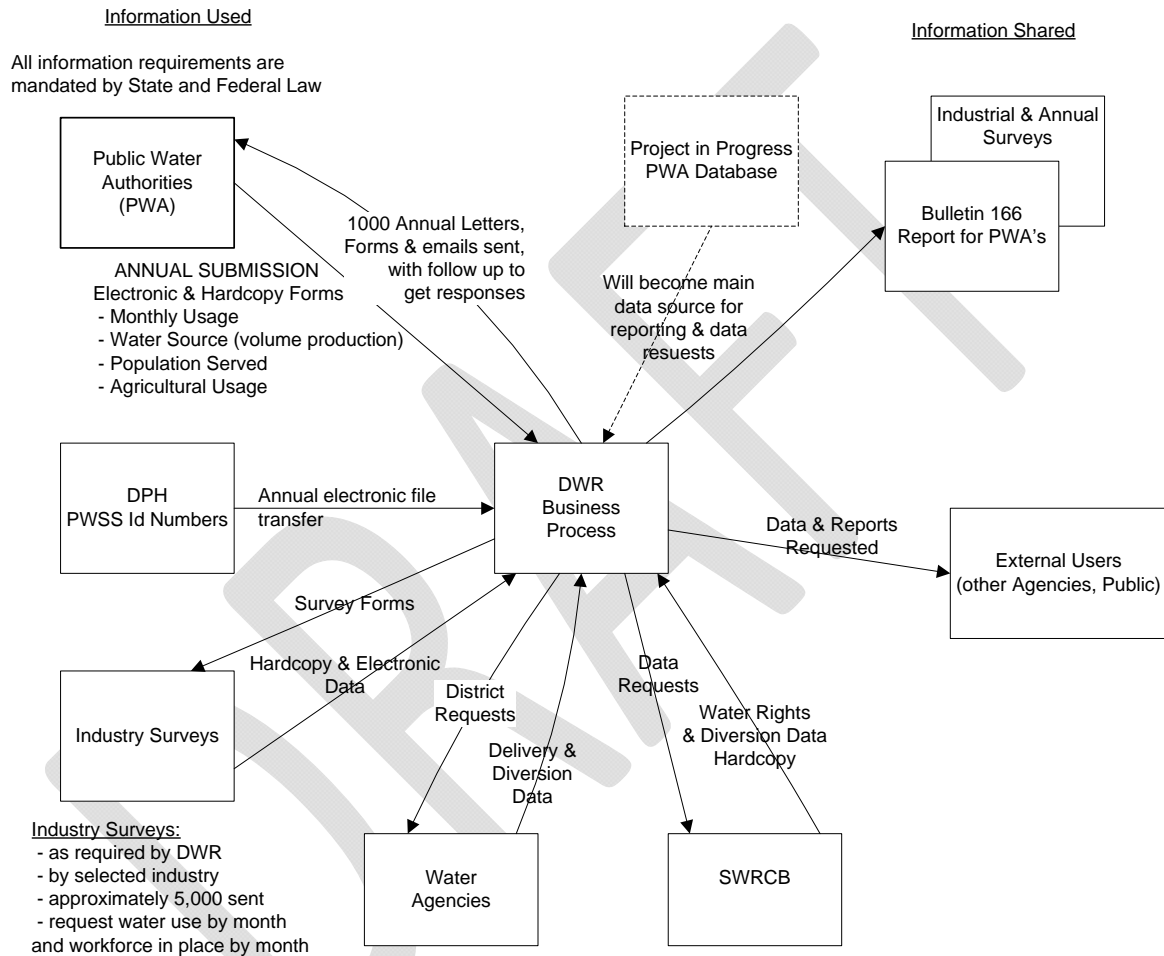 Information Used
All information requirements are
mandated by State and Federal Law
Information Shared
Public Water
Authorities
(PWA)
Project in Progress
PWA Database
Industrial & Annual
Surveys
Bulletin 166
Report for PWA's
1000 Annual Letters,
Forms & emails sent,
with follow up to
get responses
ANNUAL SUBMISSION
Electronic & Hardcopy Forms
- Monthly Usage
- Water Source (volume production)
- Population Served
- Agricultural Usage
Will become main
data source for
reporting & data
resuests
DPH
PWSS Id Numbers
Annual electronic file
transfer
DWR
Business
Process
Data & Reports
Requested
External Users
(other Agencies, Public)
Survey Forms
Hardcopy & Electronic
Data
Industry Surveys
District
Requests
Delivery &
Diversion
Data
Data
Requests
Water Rights
& Diversion Data
Hardcopy
Industry Surveys:
- as required by DWR
- by selected industry
- approximately 5,000 sent
- request water use by month
and workforce in place by month
Water
Agencies
SWRCB
DRAFT